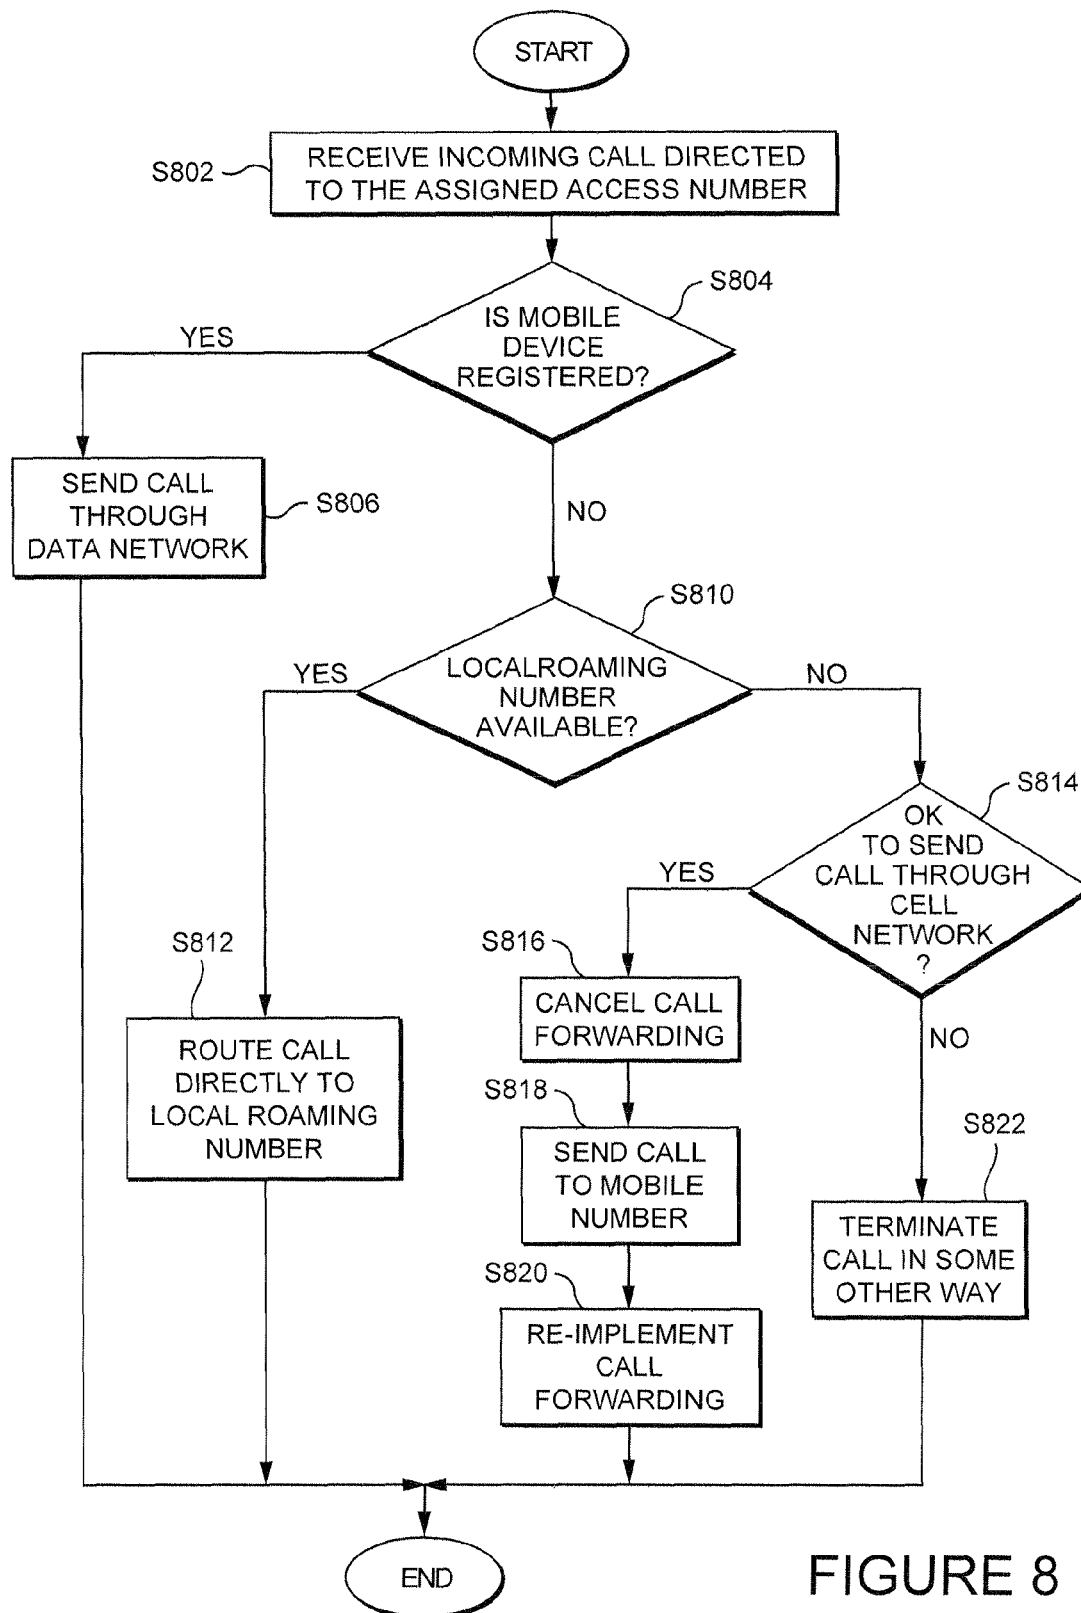 START
RECEIVE INCOMING CALL DIRECTED
TO THE ASSIGNED ACCESS NUMBER
S802
S804
IS MOBILE
DEVICE
REGISTERED?
YES
NO
SEND CALL
THROUGH
DATA NETWORK
S806
S810
LOCALROAMING
NUMBER
AVAILABLE?
YES
NO
S814
OK
TO SEND
CALL THROUGH
CELL
NETWORK
?
YES
NO
S812
ROUTE CALL
DIRECTLY TO
LOCAL ROAMING
NUMBER
S816
CANCEL CALL
FORWARDING
S818
SEND CALL
TO MOBILE
NUMBER
S820
RE-IMPLEMENT
CALL
FORWARDING
S822
TERMINATE
CALL IN SOME
OTHER WAY
END
FIGURE 8